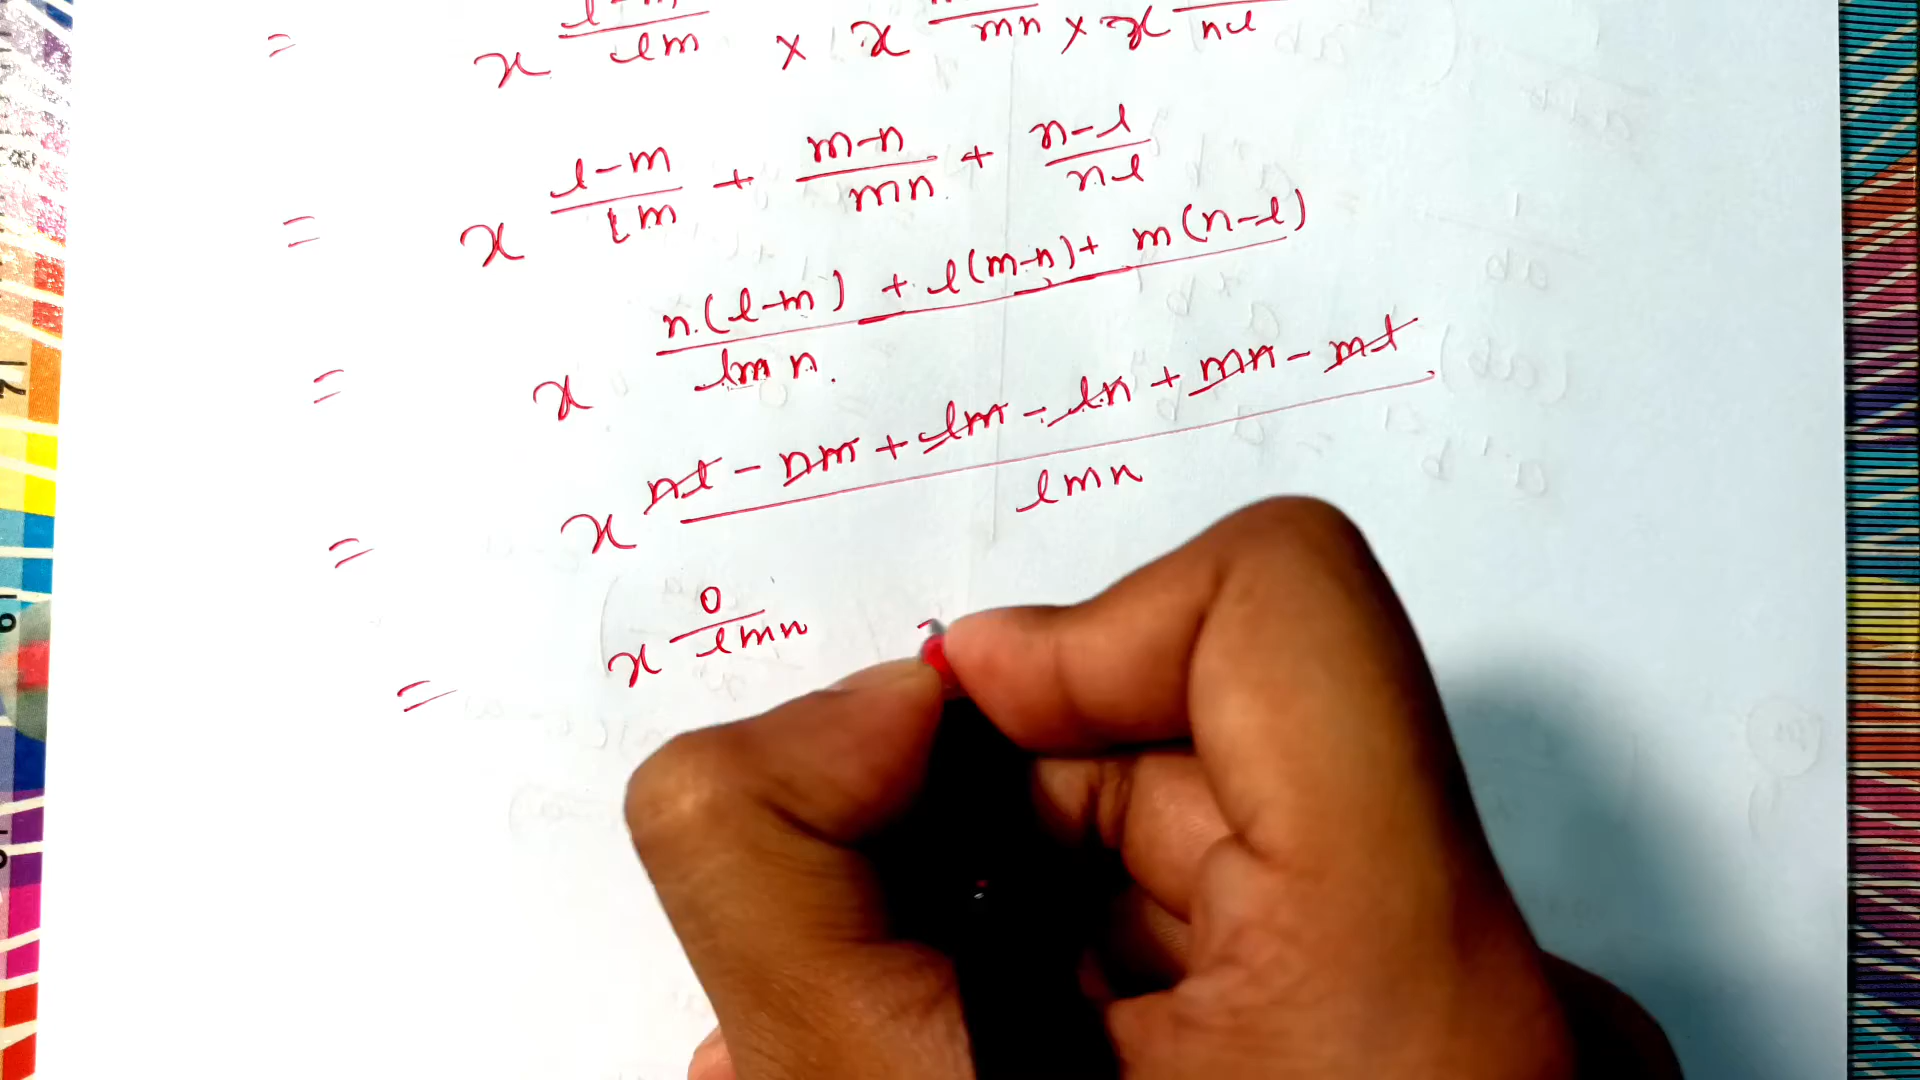 = x^(l-m)/(lm) × x^/(mn) × x^/(nl)
= x^(l-m)/(lm) + (m-n)/(mn) + (n-l)/(nl)
= x^(n.(l-m) + l(m-n) + m(n-l))/(lmn.)
= x^(nl - nm + lm - ln + mn - ml)/(lmn)
= x^0/(lmn)